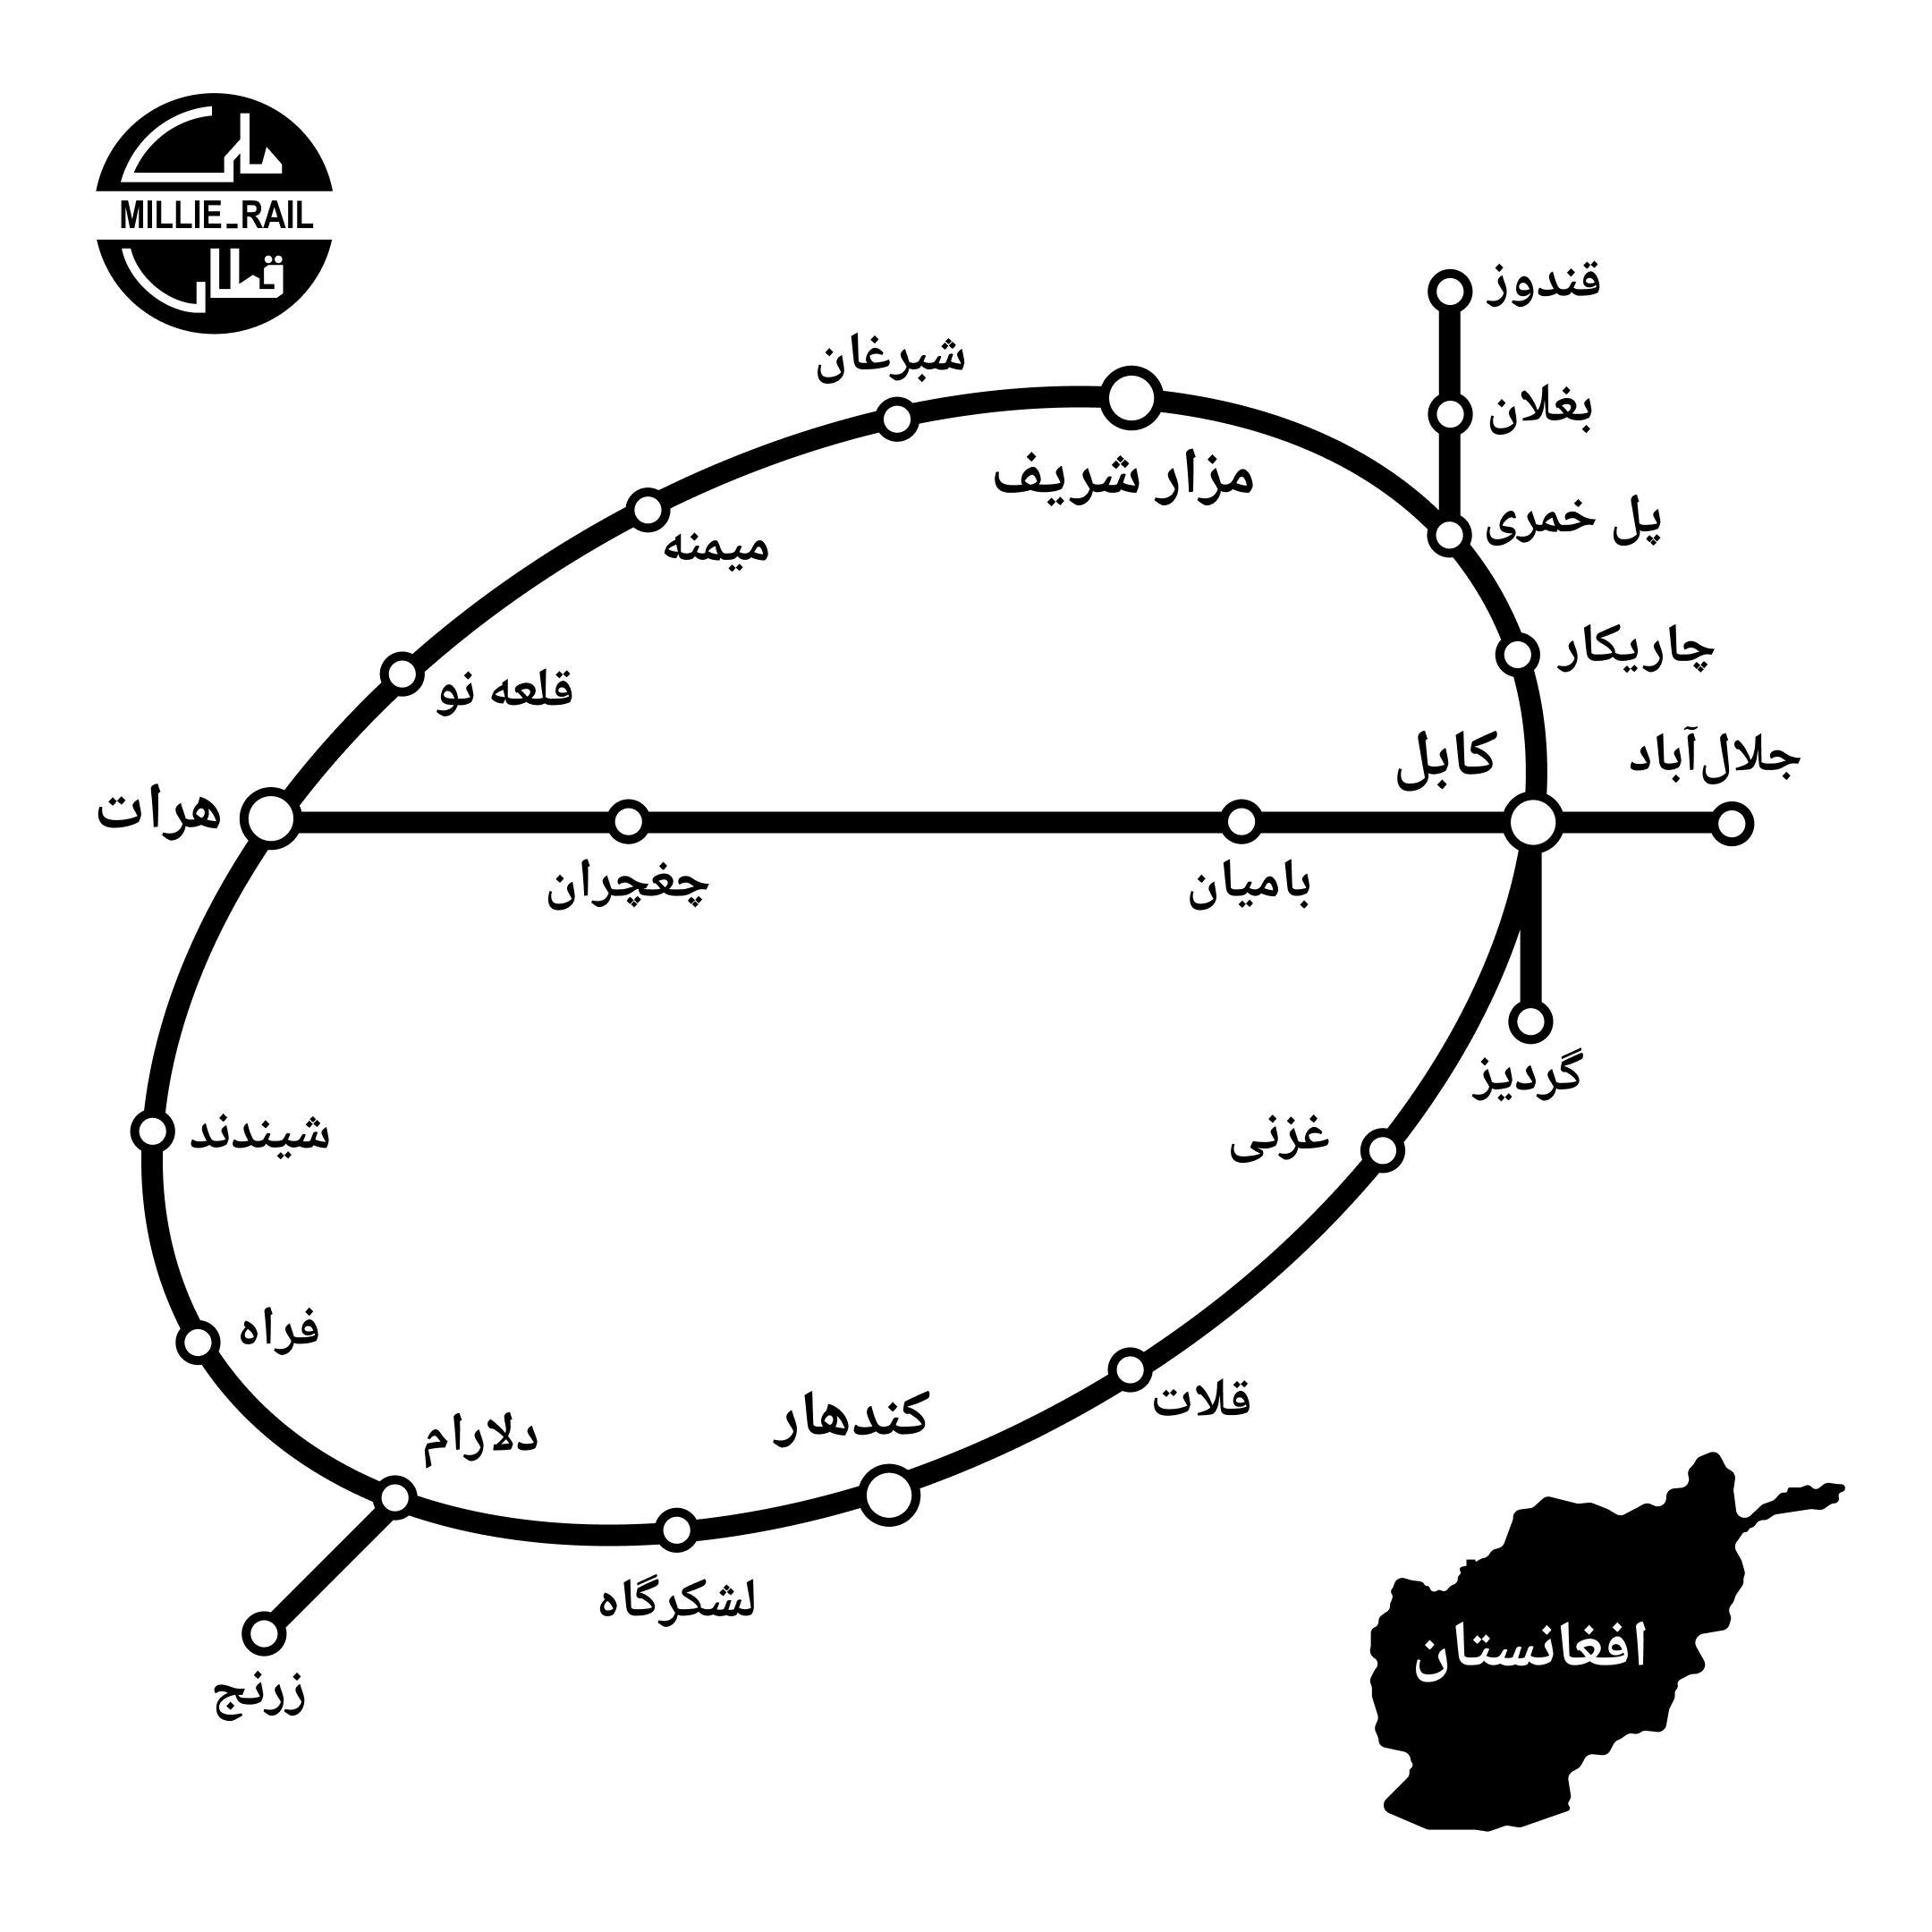 MILLIE_RAIL
قطار
قندوز
شبرغان
بغلان
مزار شریف
پل خمری
میمنه
چاریکار
قلعه نو
کابل
جلال‌آباد
هرات
چغچران
بامیان
گردیز
شیندند
غزنی
فراه
قلات
کندهار
دلارام
لشکرگاه
افغانستان
زرنج